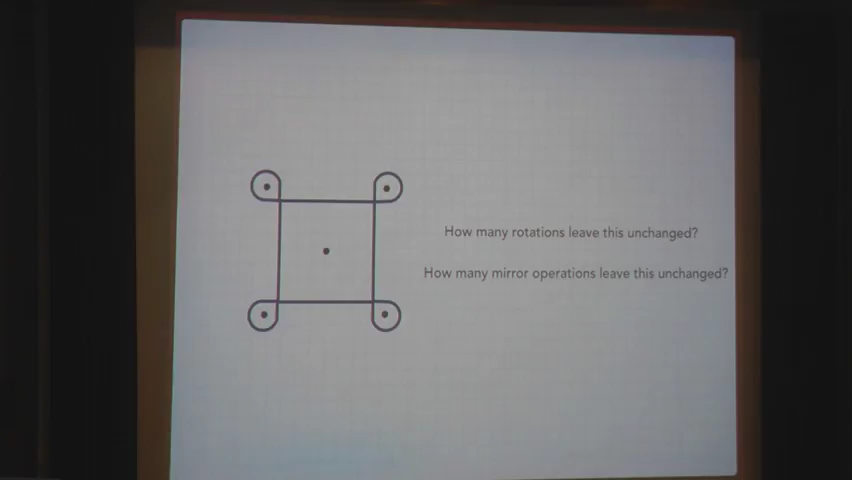 How many rotations leave this unchanged?
How many mirror operations leave this unchanged?